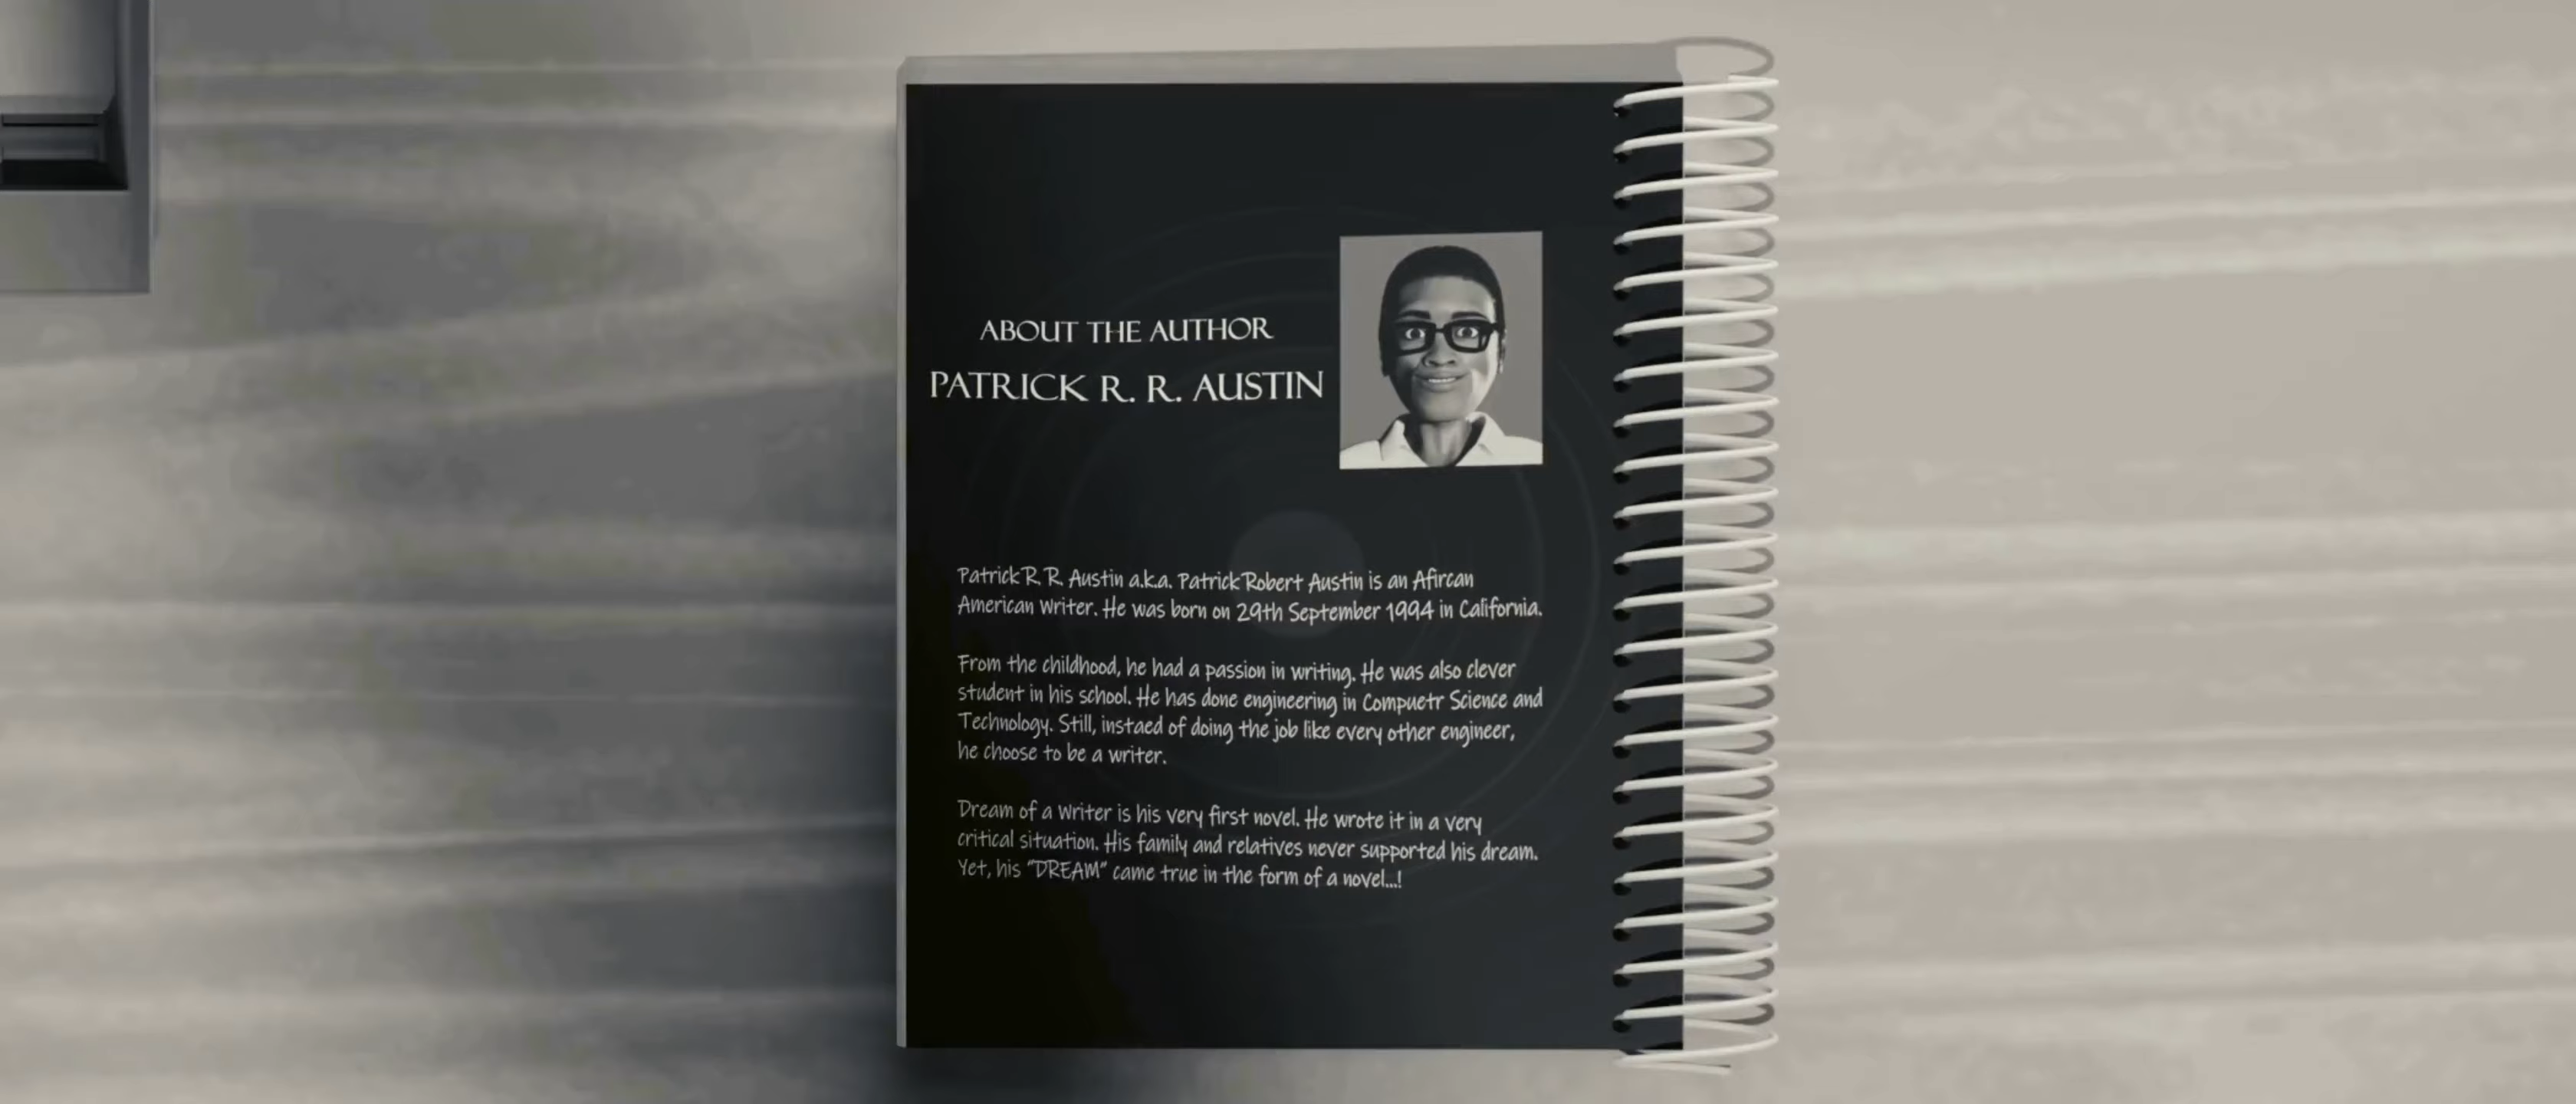 ABOUT THE AUTHOR
PATRICK R. R. AUSTIN
Patrick R. R. Austin a.k.a. Patrick Robert Austin is an Afircan
American Writer. He was born on 29th September 1994 in California.
From the childhood, he had a passion in writing. He was also clever
student in his school. He has done engineering in Compuetr Science and
Technology. Still, instaed of doing the job like every other engineer,
he choose to be a writer.
Dream of a Writer is his very first novel. He wrote it in a very
critical situation. His family and relatives never supported his dream.
Yet, his "DREAM" came true in the form of a novel...!